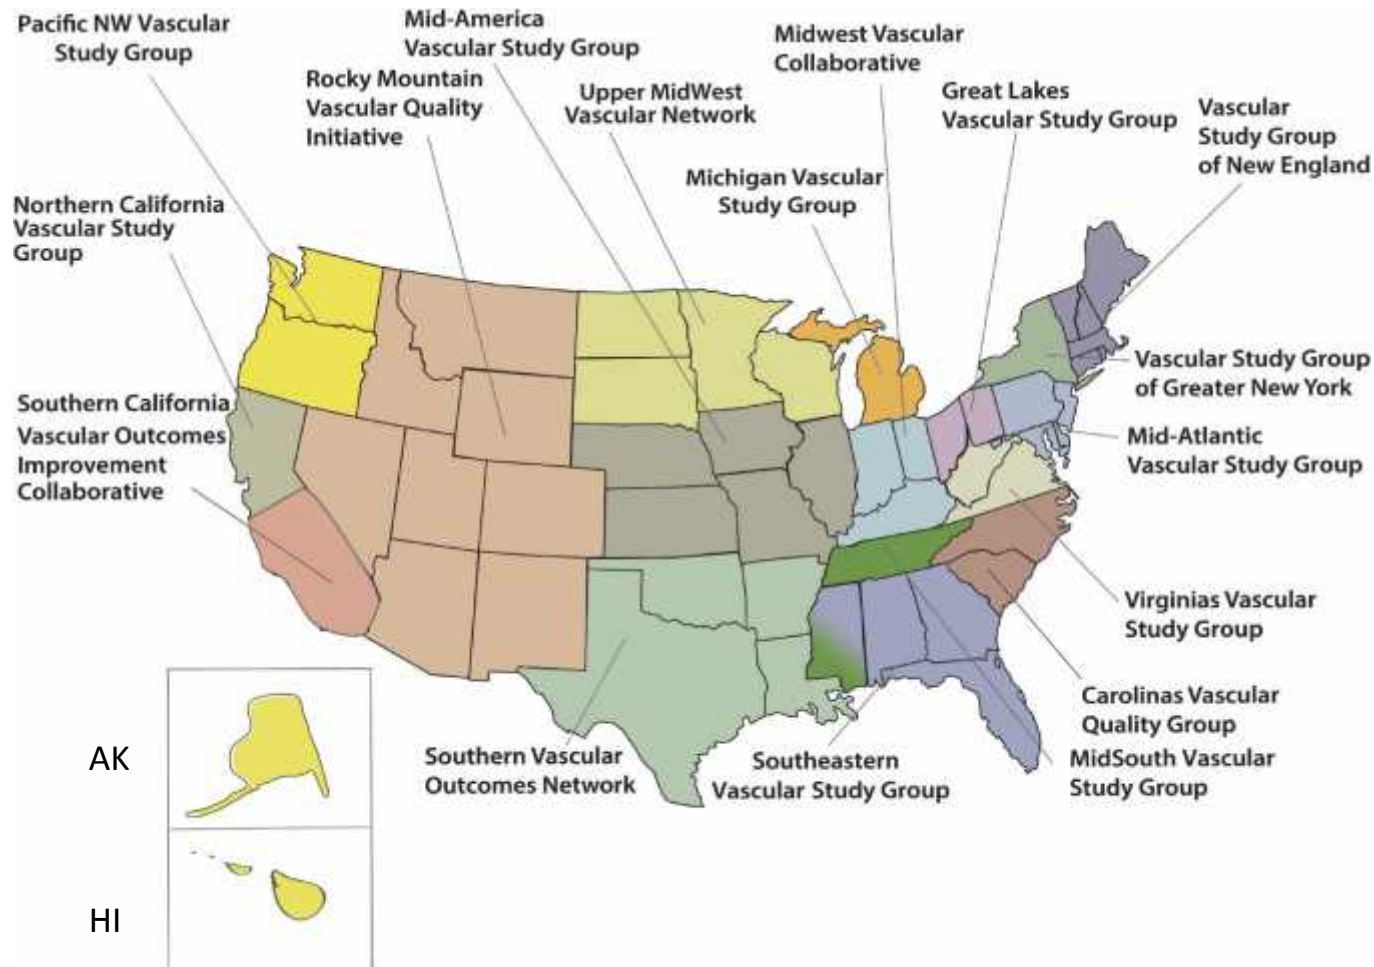 Pacific NW Vascular
Study Group
Mid-America
Vascular Study Group
Midwest Vascular
Collaborative
Rocky Mountain
Vascular Quality
Initiative
Upper MidWest
Vascular Network
Great Lakes
Vascular Study Group
Vascular
Study Group
of New England
Michigan Vascular
Study Group
Northern California
Vascular Study
Group
Vascular Study Group
of Greater New York
Southern California
Vascular Outcomes
Improvement
Collaborative
Mid-Atlantic
Vascular Study Group
Virginias Vascular
Study Group
Carolinas Vascular
Quality Group
MidSouth Vascular
Study Group
Southern Vascular
Outcomes Network
Southeastern
Vascular Study Group
AK
HI